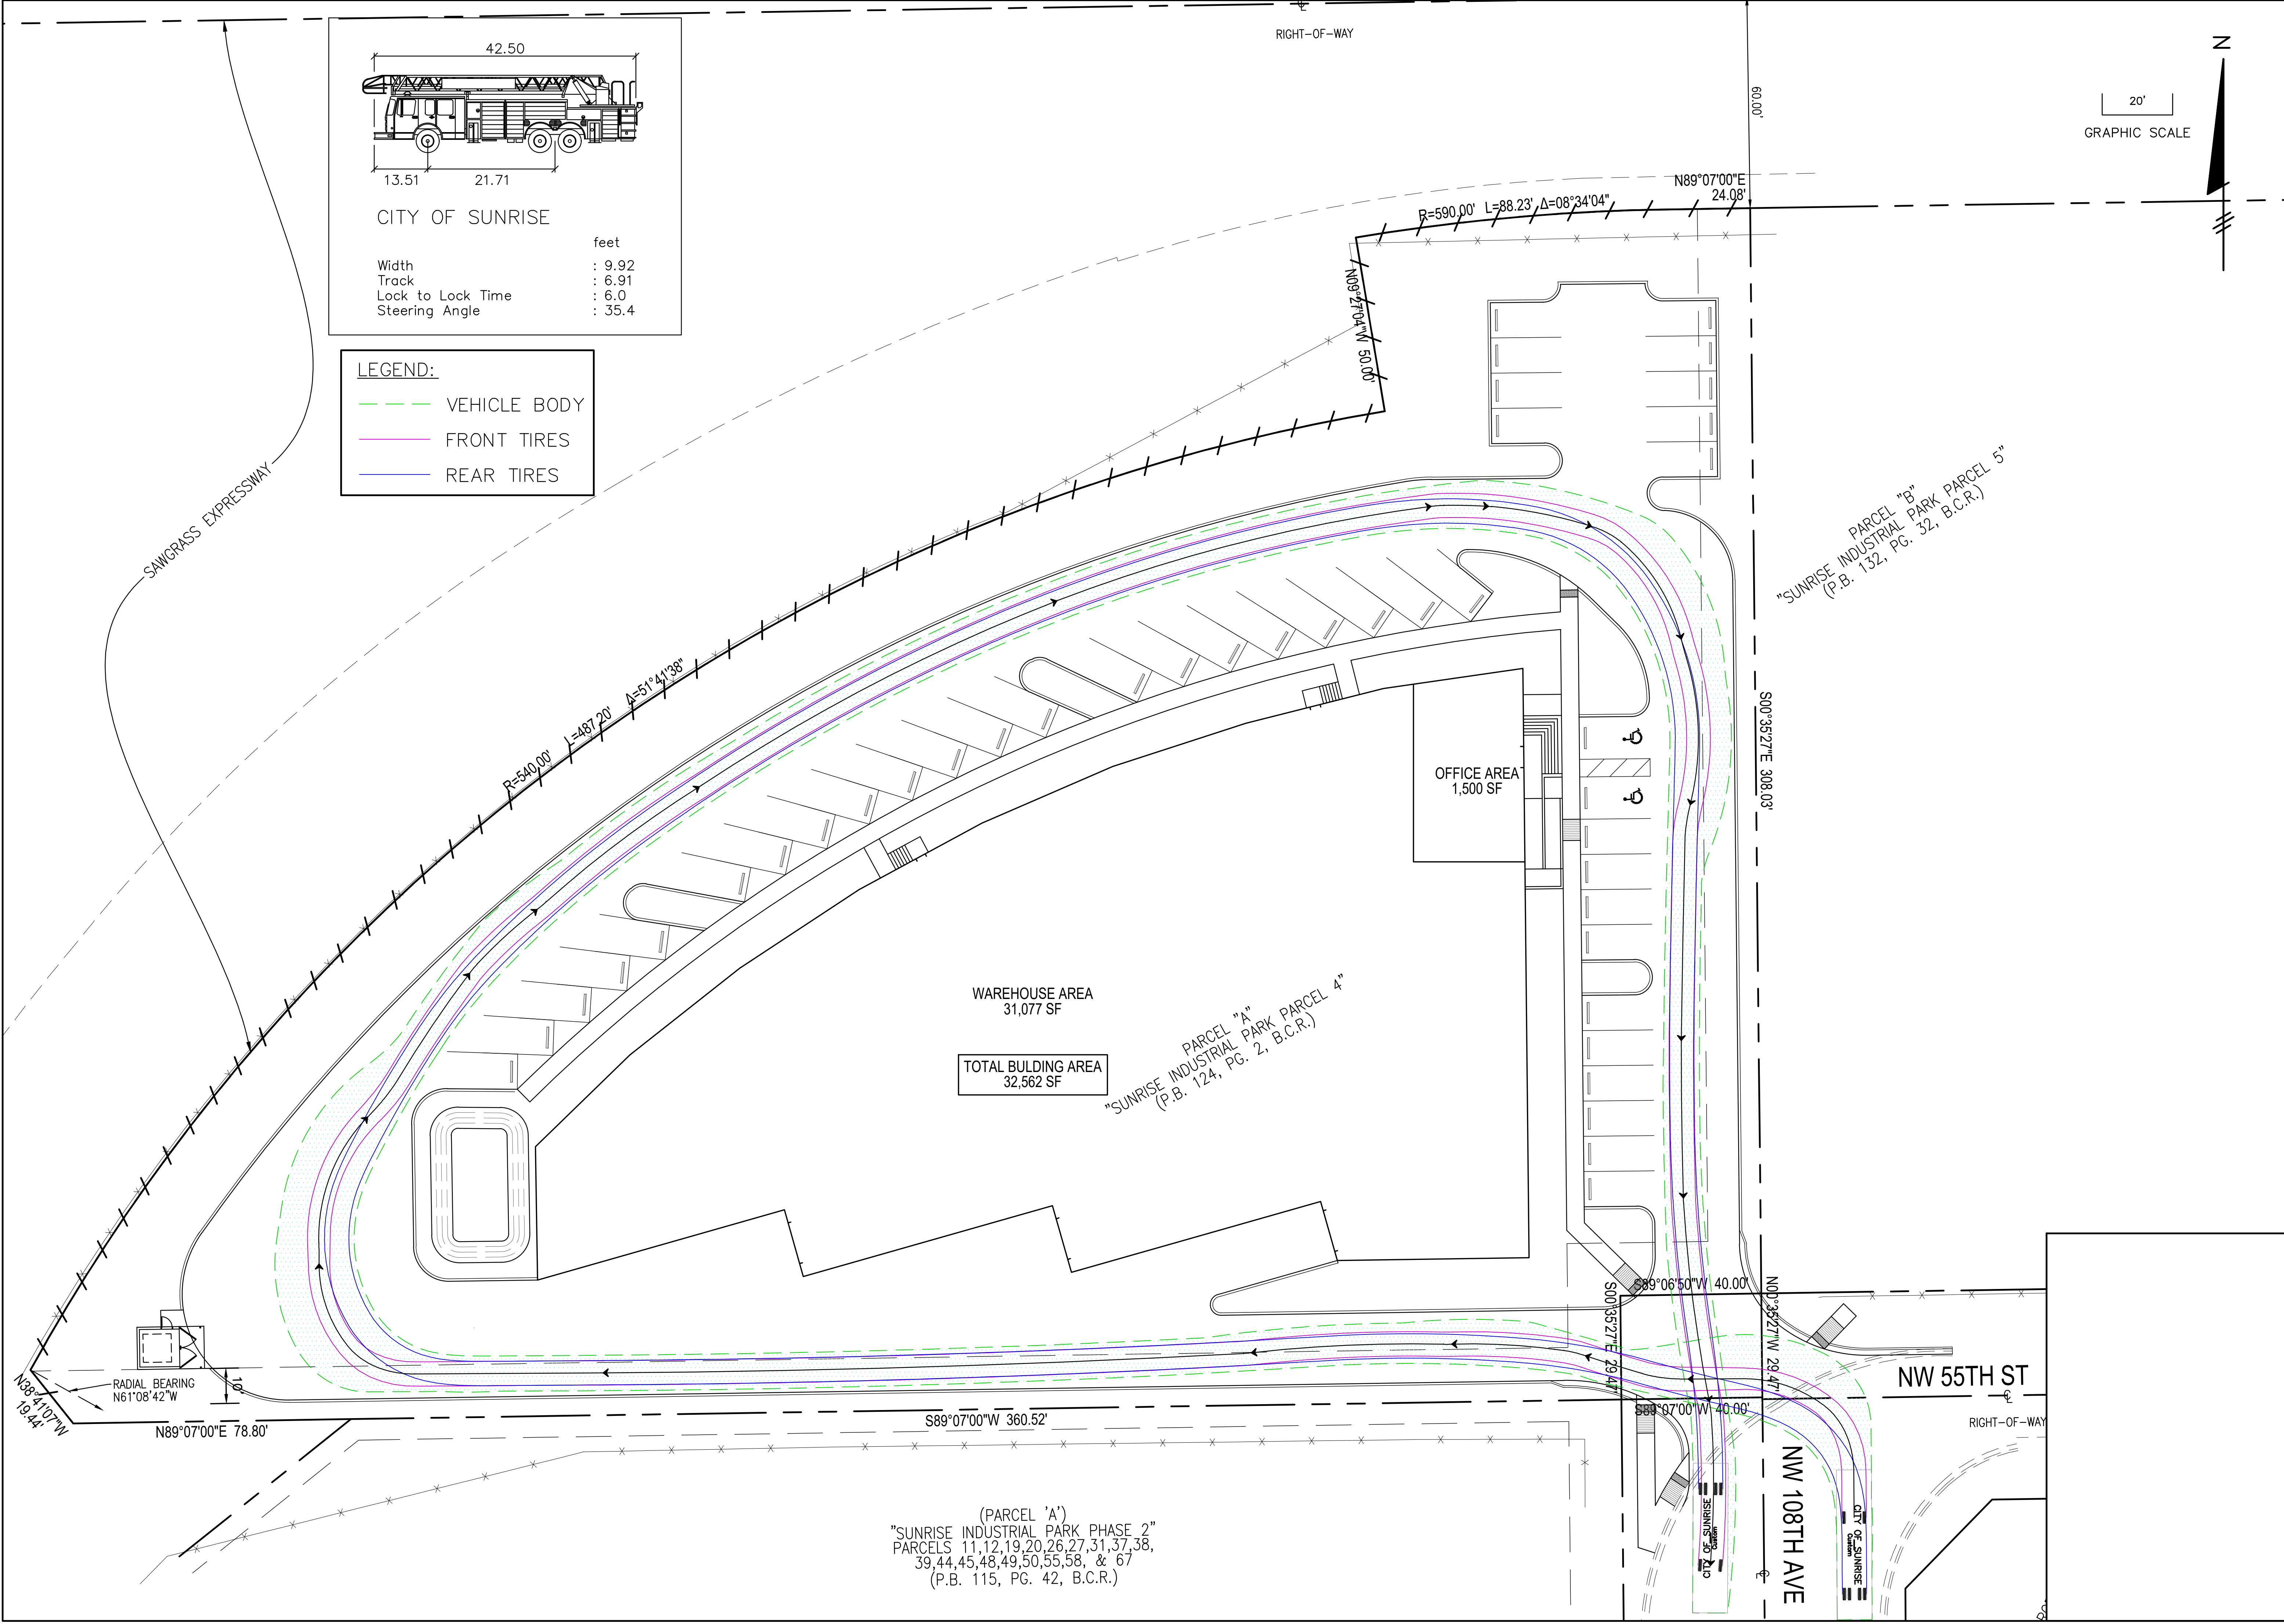 RIGHT-OF-WAY
42.50
13.51
21.71
CITY OF SUNRISE
feet
Width : 9.92
Track : 6.91
Lock to Lock Time : 6.0
Steering Angle : 35.4
LEGEND:
VEHICLE BODY
FRONT TIRES
REAR TIRES
N
20'
GRAPHIC SCALE
60.00'
N89°07'00"E
24.08'
R=590.00' L=88.23' Δ=08°34'04"
N09°27'04"W 50.00'
SAWGRASS EXPRESSWAY
PARCEL "B"
"SUNRISE INDUSTRIAL PARK PARCEL 5"
(P.B. 132, PG. 32, B.C.R.)
R=540.00' L=487.20' Δ=51°41'38"
S00°35'27"E 308.03'
OFFICE AREA
1,500 SF
WAREHOUSE AREA
31,077 SF
TOTAL BULDING AREA
32,562 SF
PARCEL "A"
"SUNRISE INDUSTRIAL PARK PARCEL 4"
(P.B. 124, PG. 2, B.C.R.)
S89°06'50"W 40.00'
S00°35'27"E 29.47'
N00°35'27"W 29.47'
S89°07'00"W 40.00'
NW 55TH ST
RIGHT-OF-WAY
RADIAL BEARING
N61°08'42"W
10'
N38°41'07"W
19.44'
N89°07'00"E 78.80'
S89°07'00"W 360.52'
(PARCEL 'A')
"SUNRISE INDUSTRIAL PARK PHASE 2"
PARCELS 11,12,19,20,26,27,31,37,38,
39,44,45,48,49,50,55,58, & 67
(P.B. 115, PG. 42, B.C.R.)
CITY OF SUNRISE
Custom
NW 108TH AVE
CITY OF SUNRISE
Custom